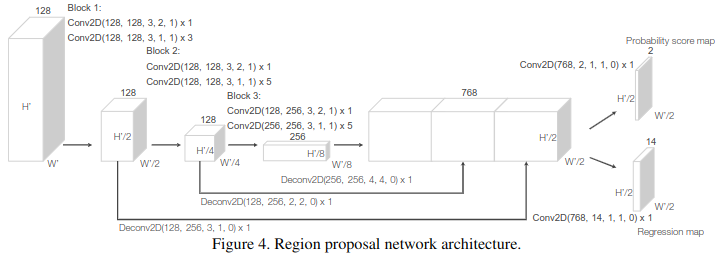 128
Block 1:
Conv2D(128, 128, 3, 2, 1) x 1
Conv2D(128, 128, 3, 1, 1) x 3
Block 2:
Conv2D(128, 128, 3, 2, 1) x 1
Conv2D(128, 128, 3, 1, 1) x 5
Block 3:
Conv2D(128, 256, 3, 2, 1) x 1
Conv2D(256, 256, 3, 1, 1) x 5
H'
W'
128
H'/2
W'/2
128
H'/4
W'/4
256
H'/8
W'/8
768
H'/2
W'/2
Deconv2D(256, 256, 4, 4, 0) x 1
Deconv2D(128, 256, 2, 2, 0) x 1
Deconv2D(128, 256, 3, 1, 0) x 1
Probability score map
2
Conv2D(768, 2, 1, 1, 0) x 1
H'/2
W'/2
14
H'/2
W'/2
Conv2D(768, 14, 1, 1, 0) x 1
Regression map
Figure 4. Region proposal network architecture.